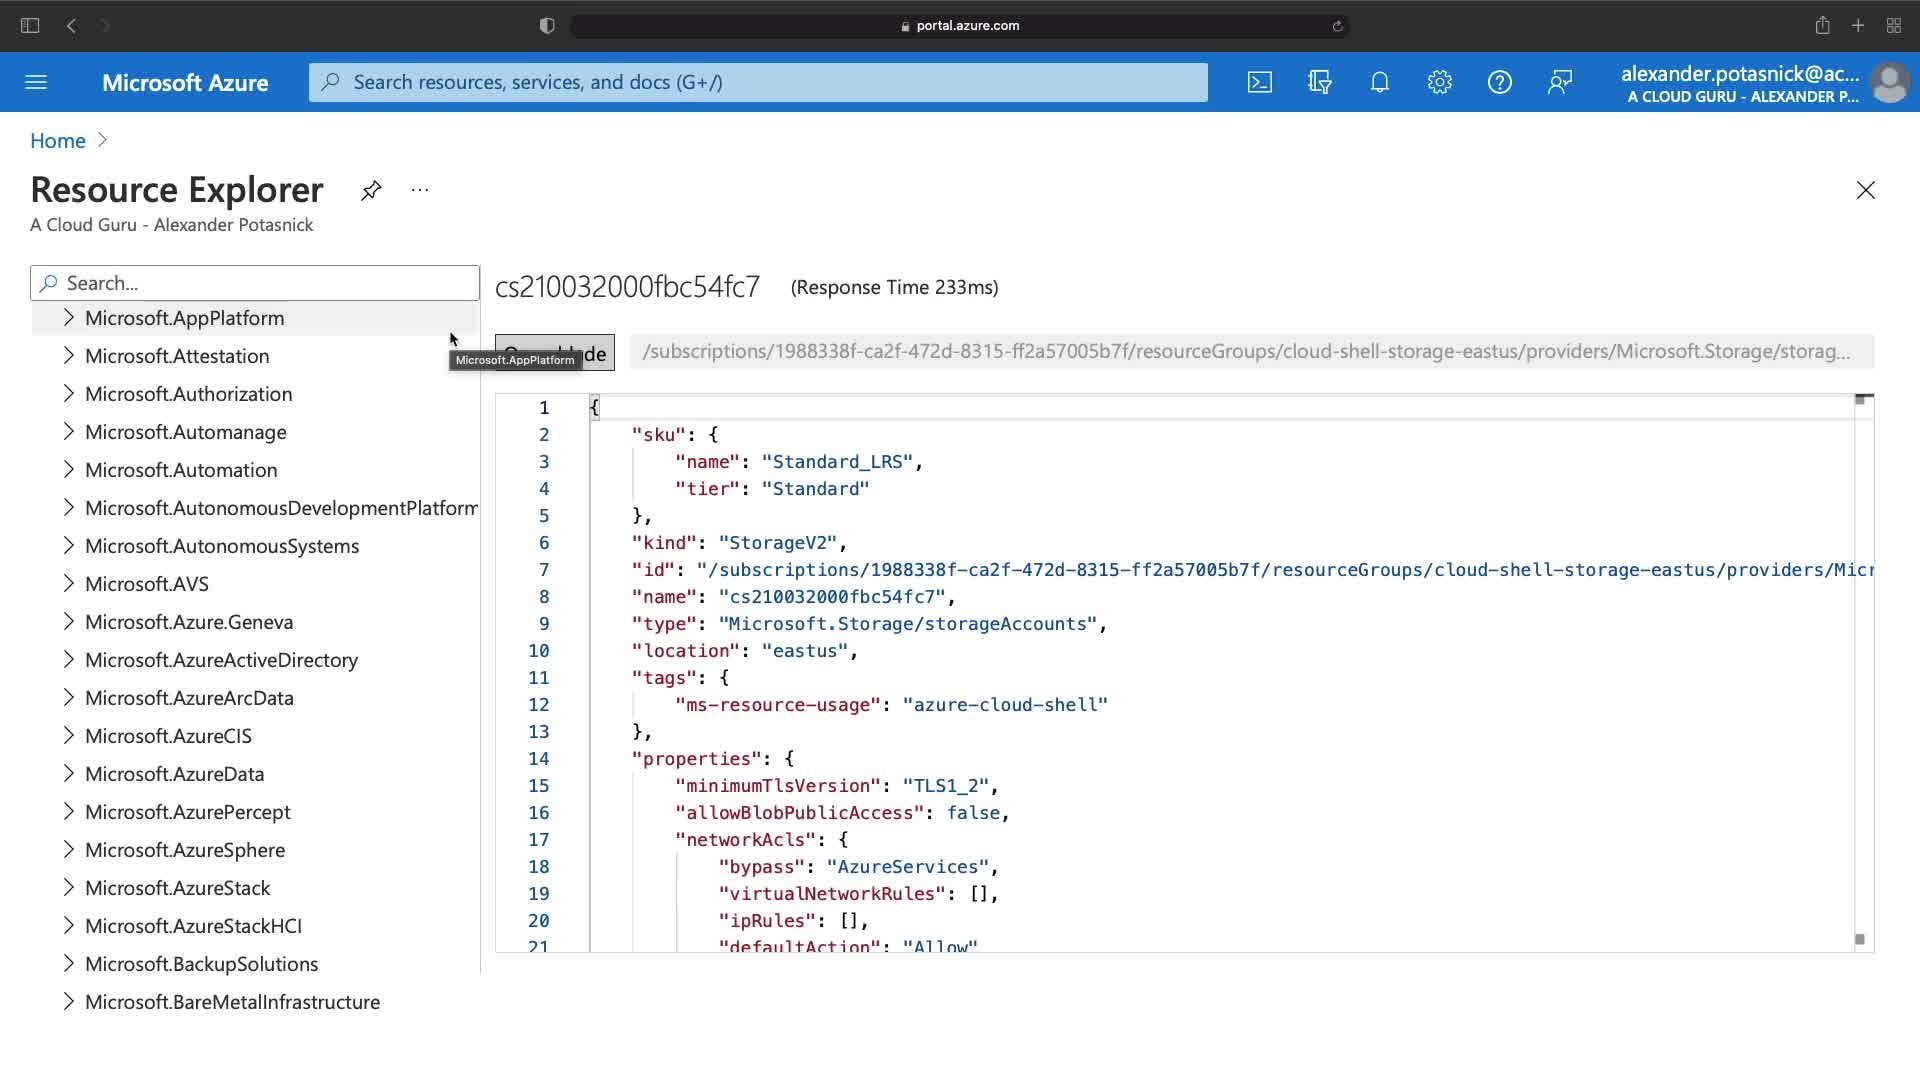 portal.azure.com
Microsoft Azure
Search resources, services, and docs (G+/)
alexander.potasnick@ac...
A CLOUD GURU - ALEXANDER P...
Home
Resource Explorer
...
A Cloud Guru - Alexander Potasnick
Search...
Microsoft.AppPlatform
Microsoft.Attestation
Microsoft.Authorization
Microsoft.Automanage
Microsoft.Automation
Microsoft.AutonomousDevelopmentPlatform
Microsoft.AutonomousSystems
Microsoft.AVS
Microsoft.Azure.Geneva
Microsoft.AzureActiveDirectory
Microsoft.AzureArcData
Microsoft.AzureCIS
Microsoft.AzureData
Microsoft.AzurePercept
Microsoft.AzureSphere
Microsoft.AzureStack
Microsoft.AzureStackHCI
Microsoft.BackupSolutions
Microsoft.BareMetalInfrastructure
Microsoft.AppPlatform
cs210032000fbc54fc7 (Response Time 233ms)
/subscriptions/1988338f-ca2f-472d-8315-ff2a57005b7f/resourceGroups/cloud-shell-storage-eastus/providers/Microsoft.Storage/storag...
1 {
2 "sku": {
3 "name": "Standard_LRS",
4 "tier": "Standard"
5 },
6 "kind": "StorageV2",
7 "id": "/subscriptions/1988338f-ca2f-472d-8315-ff2a57005b7f/resourceGroups/cloud-shell-storage-eastus/providers/Micr
8 "name": "cs210032000fbc54fc7",
9 "type": "Microsoft.Storage/storageAccounts",
10 "location": "eastus",
11 "tags": {
12 "ms-resource-usage": "azure-cloud-shell"
13 },
14 "properties": {
15 "minimumTlsVersion": "TLS1_2",
16 "allowBlobPublicAccess": false,
17 "networkAcls": {
18 "bypass": "AzureServices",
19 "virtualNetworkRules": [],
20 "ipRules": [],
21 "defaultAction": "Allow"